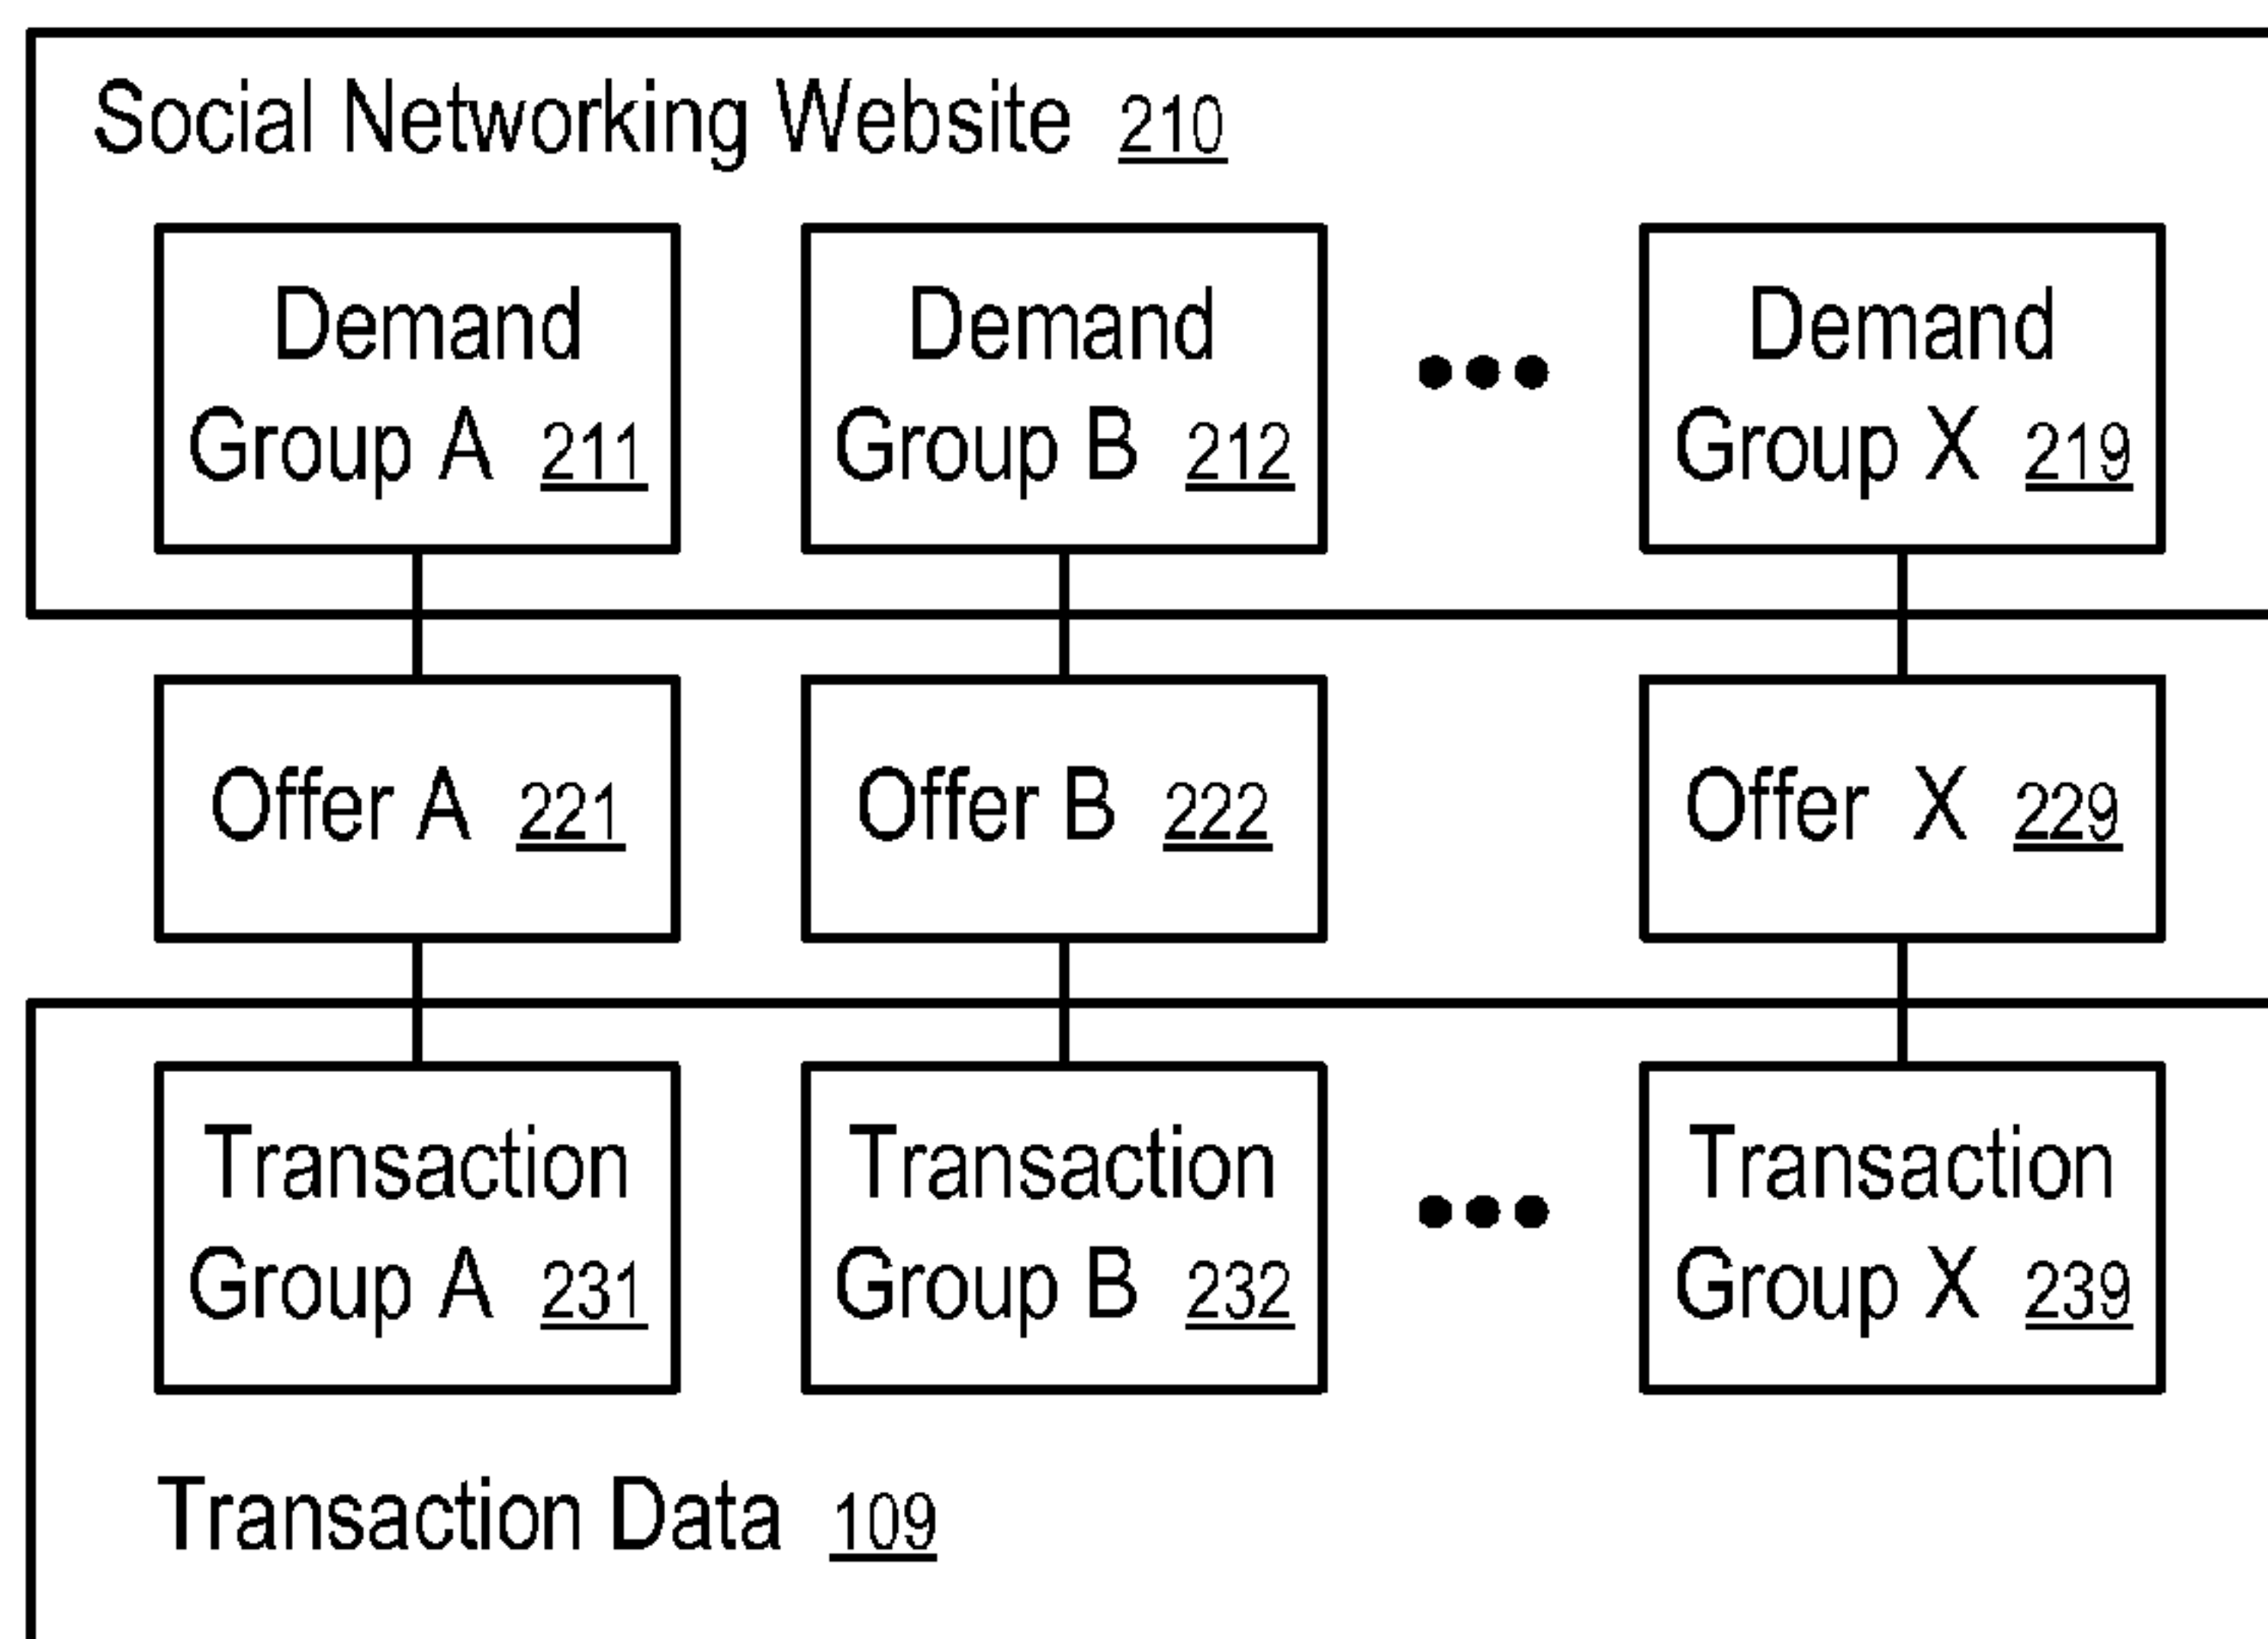 Social Networking Website 210
Demand
Group A 211
Demand
Group B 212
Demand
Group X 219
Offer A 221
Offer B 222
Offer X 229
Transaction
Group A 231
Transaction
Group B 232
Transaction
Group X 239
Transaction Data 109